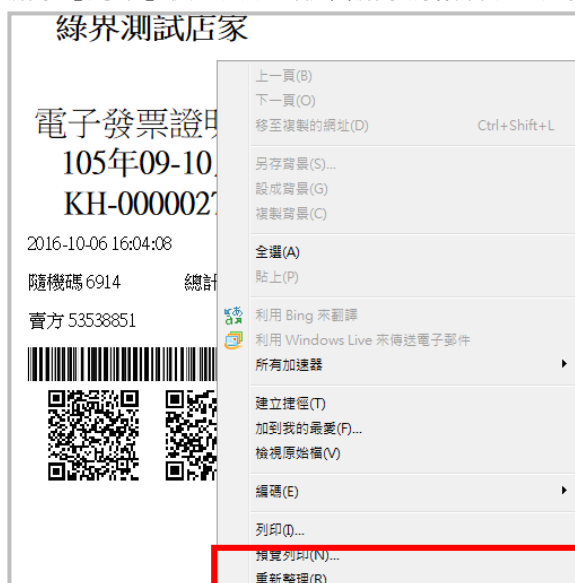 綠界測試店家
電子發票證明
105年09-10
KH-0000027
2016-10-06 16:04:08
隨機碼 6914 總計
賣方 53538851
上一頁(B)
下一頁(O)
移至複製的網址(D) Ctrl+Shift+L
另存背景(S)...
設成背景(G)
複製背景(C)
全選(A)
貼上(P)
利用 Bing 來翻譯
利用 Windows Live 來傳送電子郵件
所有加速器
建立捷徑(T)
加到我的最愛(F)...
檢視原始檔(V)
編碼(E)
列印(I)...
預覽列印(N)...
重新整理(R)